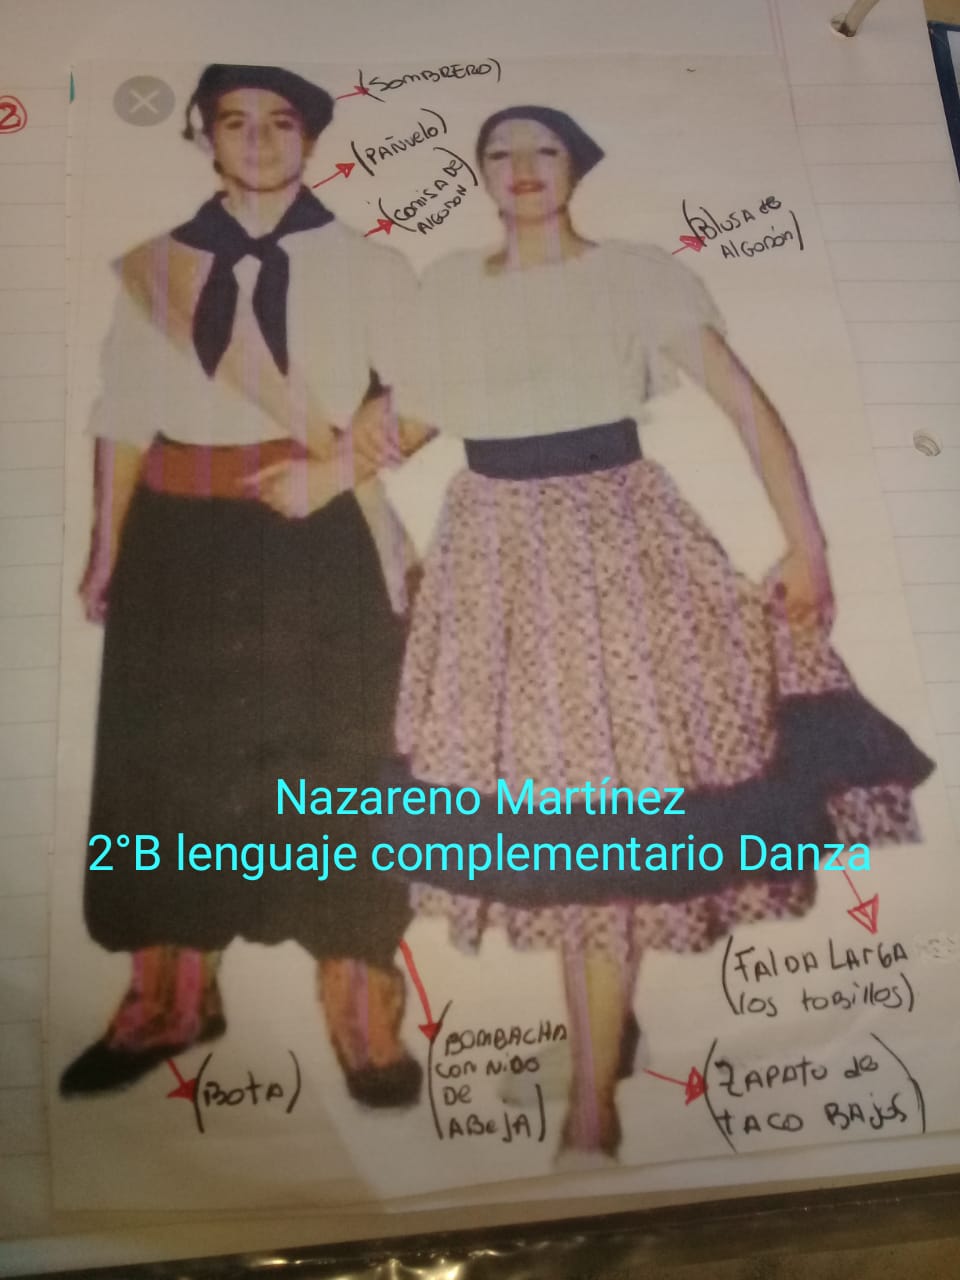 2
(SOMBRERO)
(PAÑUELO)
(COMISA DE
ALGODON
(BLUSA de
ALGODÓN)
Nazareno Martínez
2°B lenguaje complementario Danza
(FALDA LARGA
los tobillos)
(BOMBACHA
CON NIDO
DE
ABEJA)
(BOTA)
(ZAPATO de
TACO BAJOS)